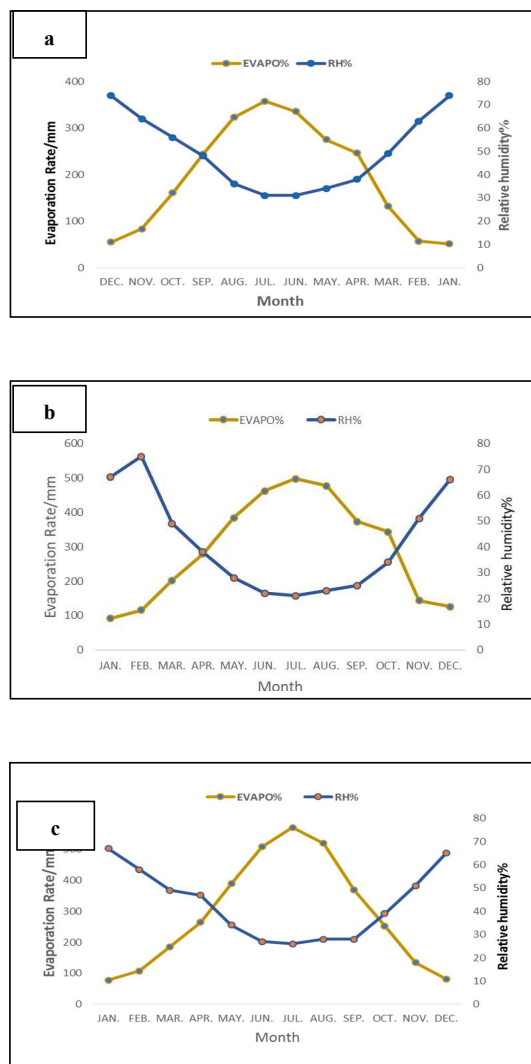 a
EVAPO% RH%
400 80
70
300 60
50
200 40
30
100 20
10
0 0
Evaporation Rate/mm
Relative humidity%
DEC. NOV. OCT. SEP. AUG. JUL. JUN. MAY. APR. MAR. FEB. JAN.
Month
b
EVAPO% RH%
600 80
500 70
60
400 50
300 40
30
200 20
100 10
0 0
Evaporation Rate/mm
Relative humidity%
JAN. FEB. MAR. APR. MAY. JUN. JUL. AUG. SEP. OCT. NOV. DEC.
Month
c
EVAPO% RH%
80
70
60
400 50
300 40
30
200 20
100 10
0 0
Evaporation Rate/mm
Relative humidity%
JAN. FEB. MAR. APR. MAY. JUN. JUL. AUG. SEP. OCT. NOV. DEC.
Month